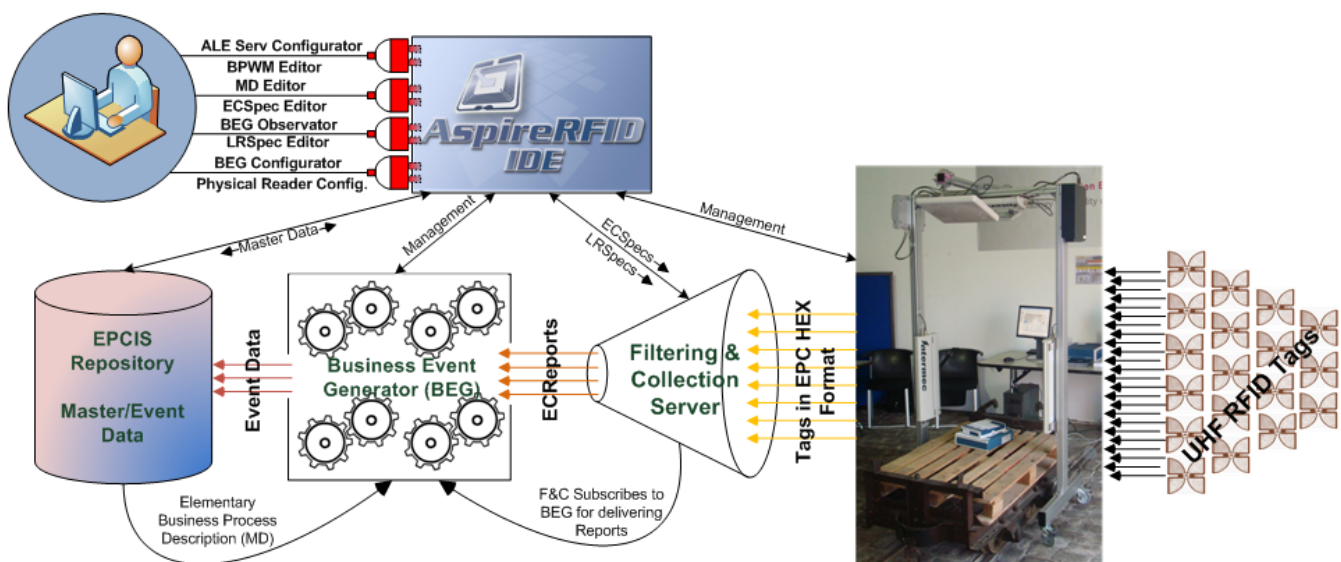 ALE Serv Configurator
BPWM Editor
MD Editor
ECSpec Editor
BEG Observator
LRSpec Editor
BEG Configurator
Physical Reader Config.
AspireRFID
IDE
Master Data
Management
ECSpecs
LRSpecs
Management
EPCIS
Repository
Master/Event
Data
Event Data
Business Event
Generator (BEG)
ECReports
Filtering &
Collection
Server
Tags in EPC HEX
Format
Intermec
UHF RFID Tags
Elementary
Business Process
Description (MD)
F&C Subscribes to
BEG for delivering
Reports